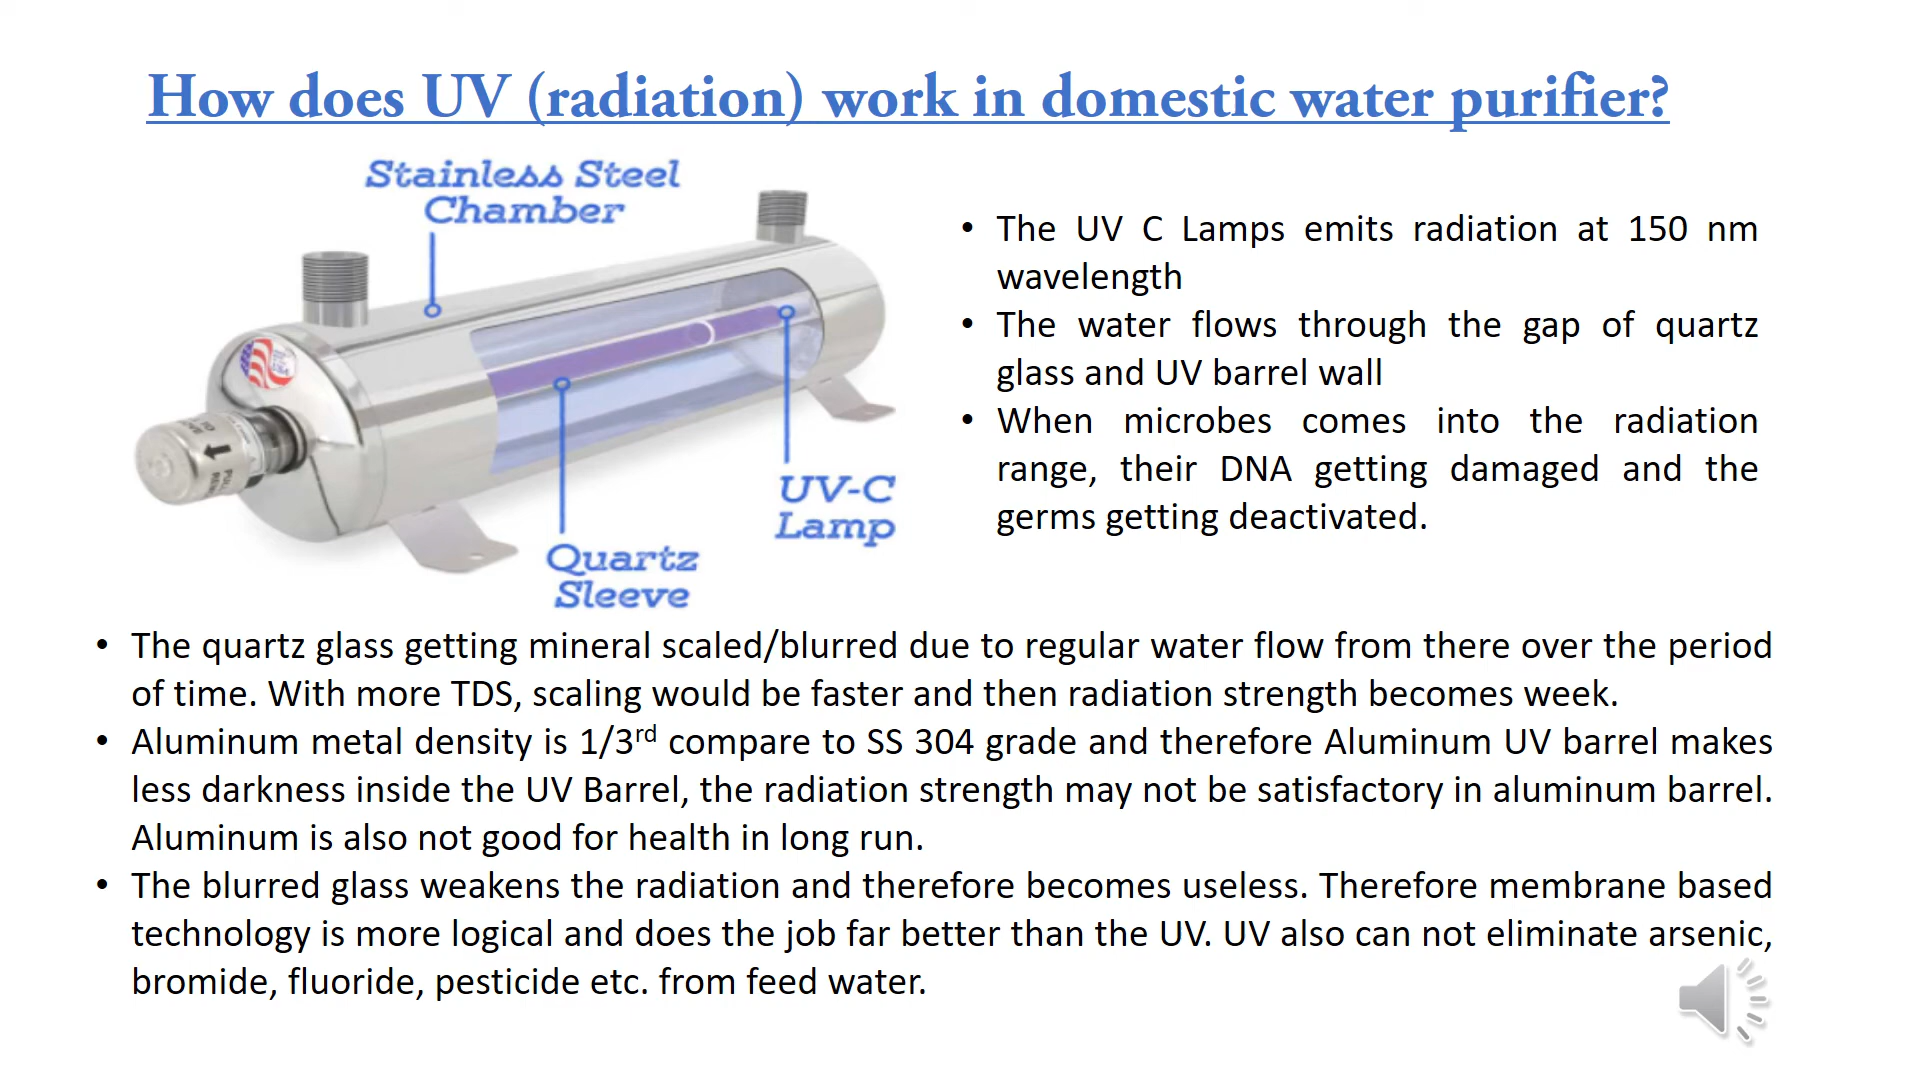 How does UV (radiation) work in domestic water purifier?
Stainless Steel
Chamber
• The UV C Lamps emits radiation at 150 nm
wavelength
• The water flows through the gap of quartz
glass and UV barrel wall
• When microbes comes into the radiation
range, their DNA getting damaged and the
germs getting deactivated.
UV-C
Lamp
Quartz
Sleeve
• The quartz glass getting mineral scaled/blurred due to regular water flow from there over the period
of time. With more TDS, scaling would be faster and then radiation strength becomes week.
• Aluminum metal density is 1/3rd compare to SS 304 grade and therefore Aluminum UV barrel makes
less darkness inside the UV Barrel, the radiation strength may not be satisfactory in aluminum barrel.
Aluminum is also not good for health in long run.
• The blurred glass weakens the radiation and therefore becomes useless. Therefore membrane based
technology is more logical and does the job far better than the UV. UV also can not eliminate arsenic,
bromide, fluoride, pesticide etc. from feed water.